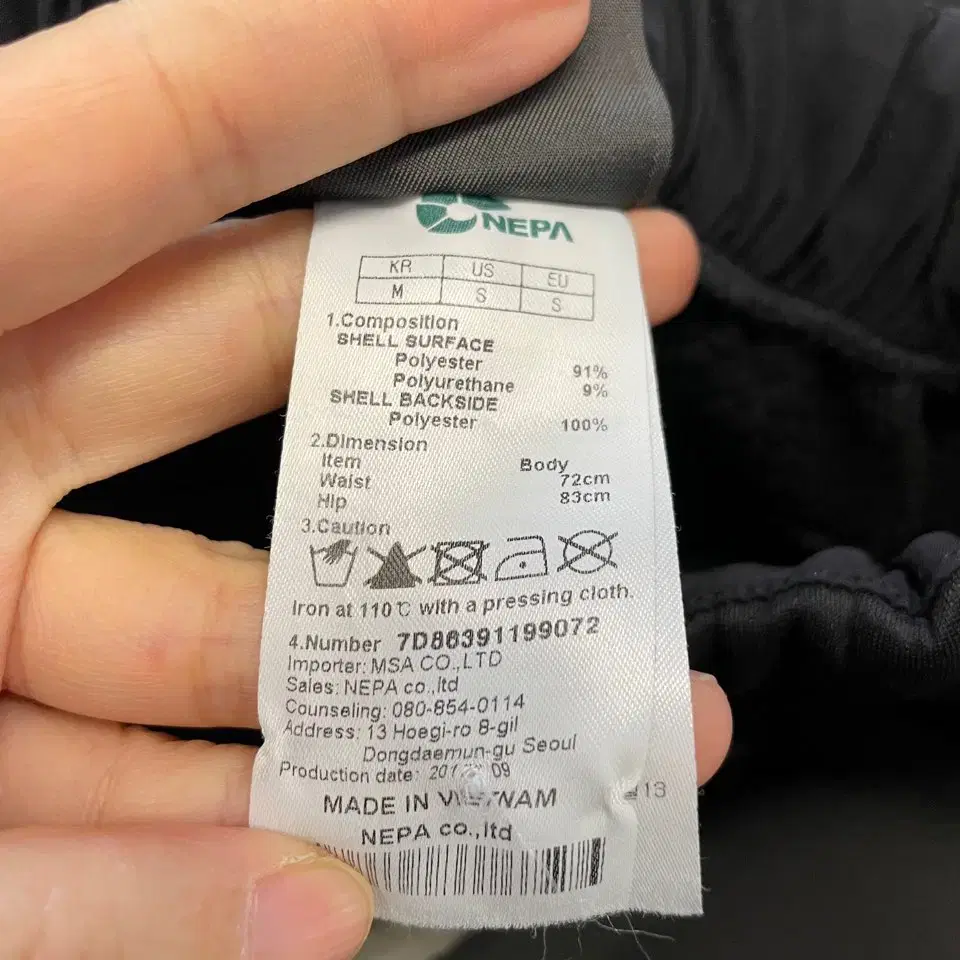 NEPA
KR US EU
M S S
1.Composition
SHELL SURFACE
Polyester 91%
Polyurethane 9%
SHELL BACKSIDE
Polyester 100%
2.Dimension
Item Body
Waist 72cm
Hip 83cm
3.Caution
Iron at 110℃ with a pressing cloth.
4.Number 7D86391199072
Importer: MSA CO.,LTD
Sales: NEPA co.,ltd
Counseling: 080-854-0114
Address: 13 Hoegi-ro 8-gil
Dongdaemun-gu Seoul
Production date: 09
MADE IN VIETNAM
NEPA co.,ltd
13